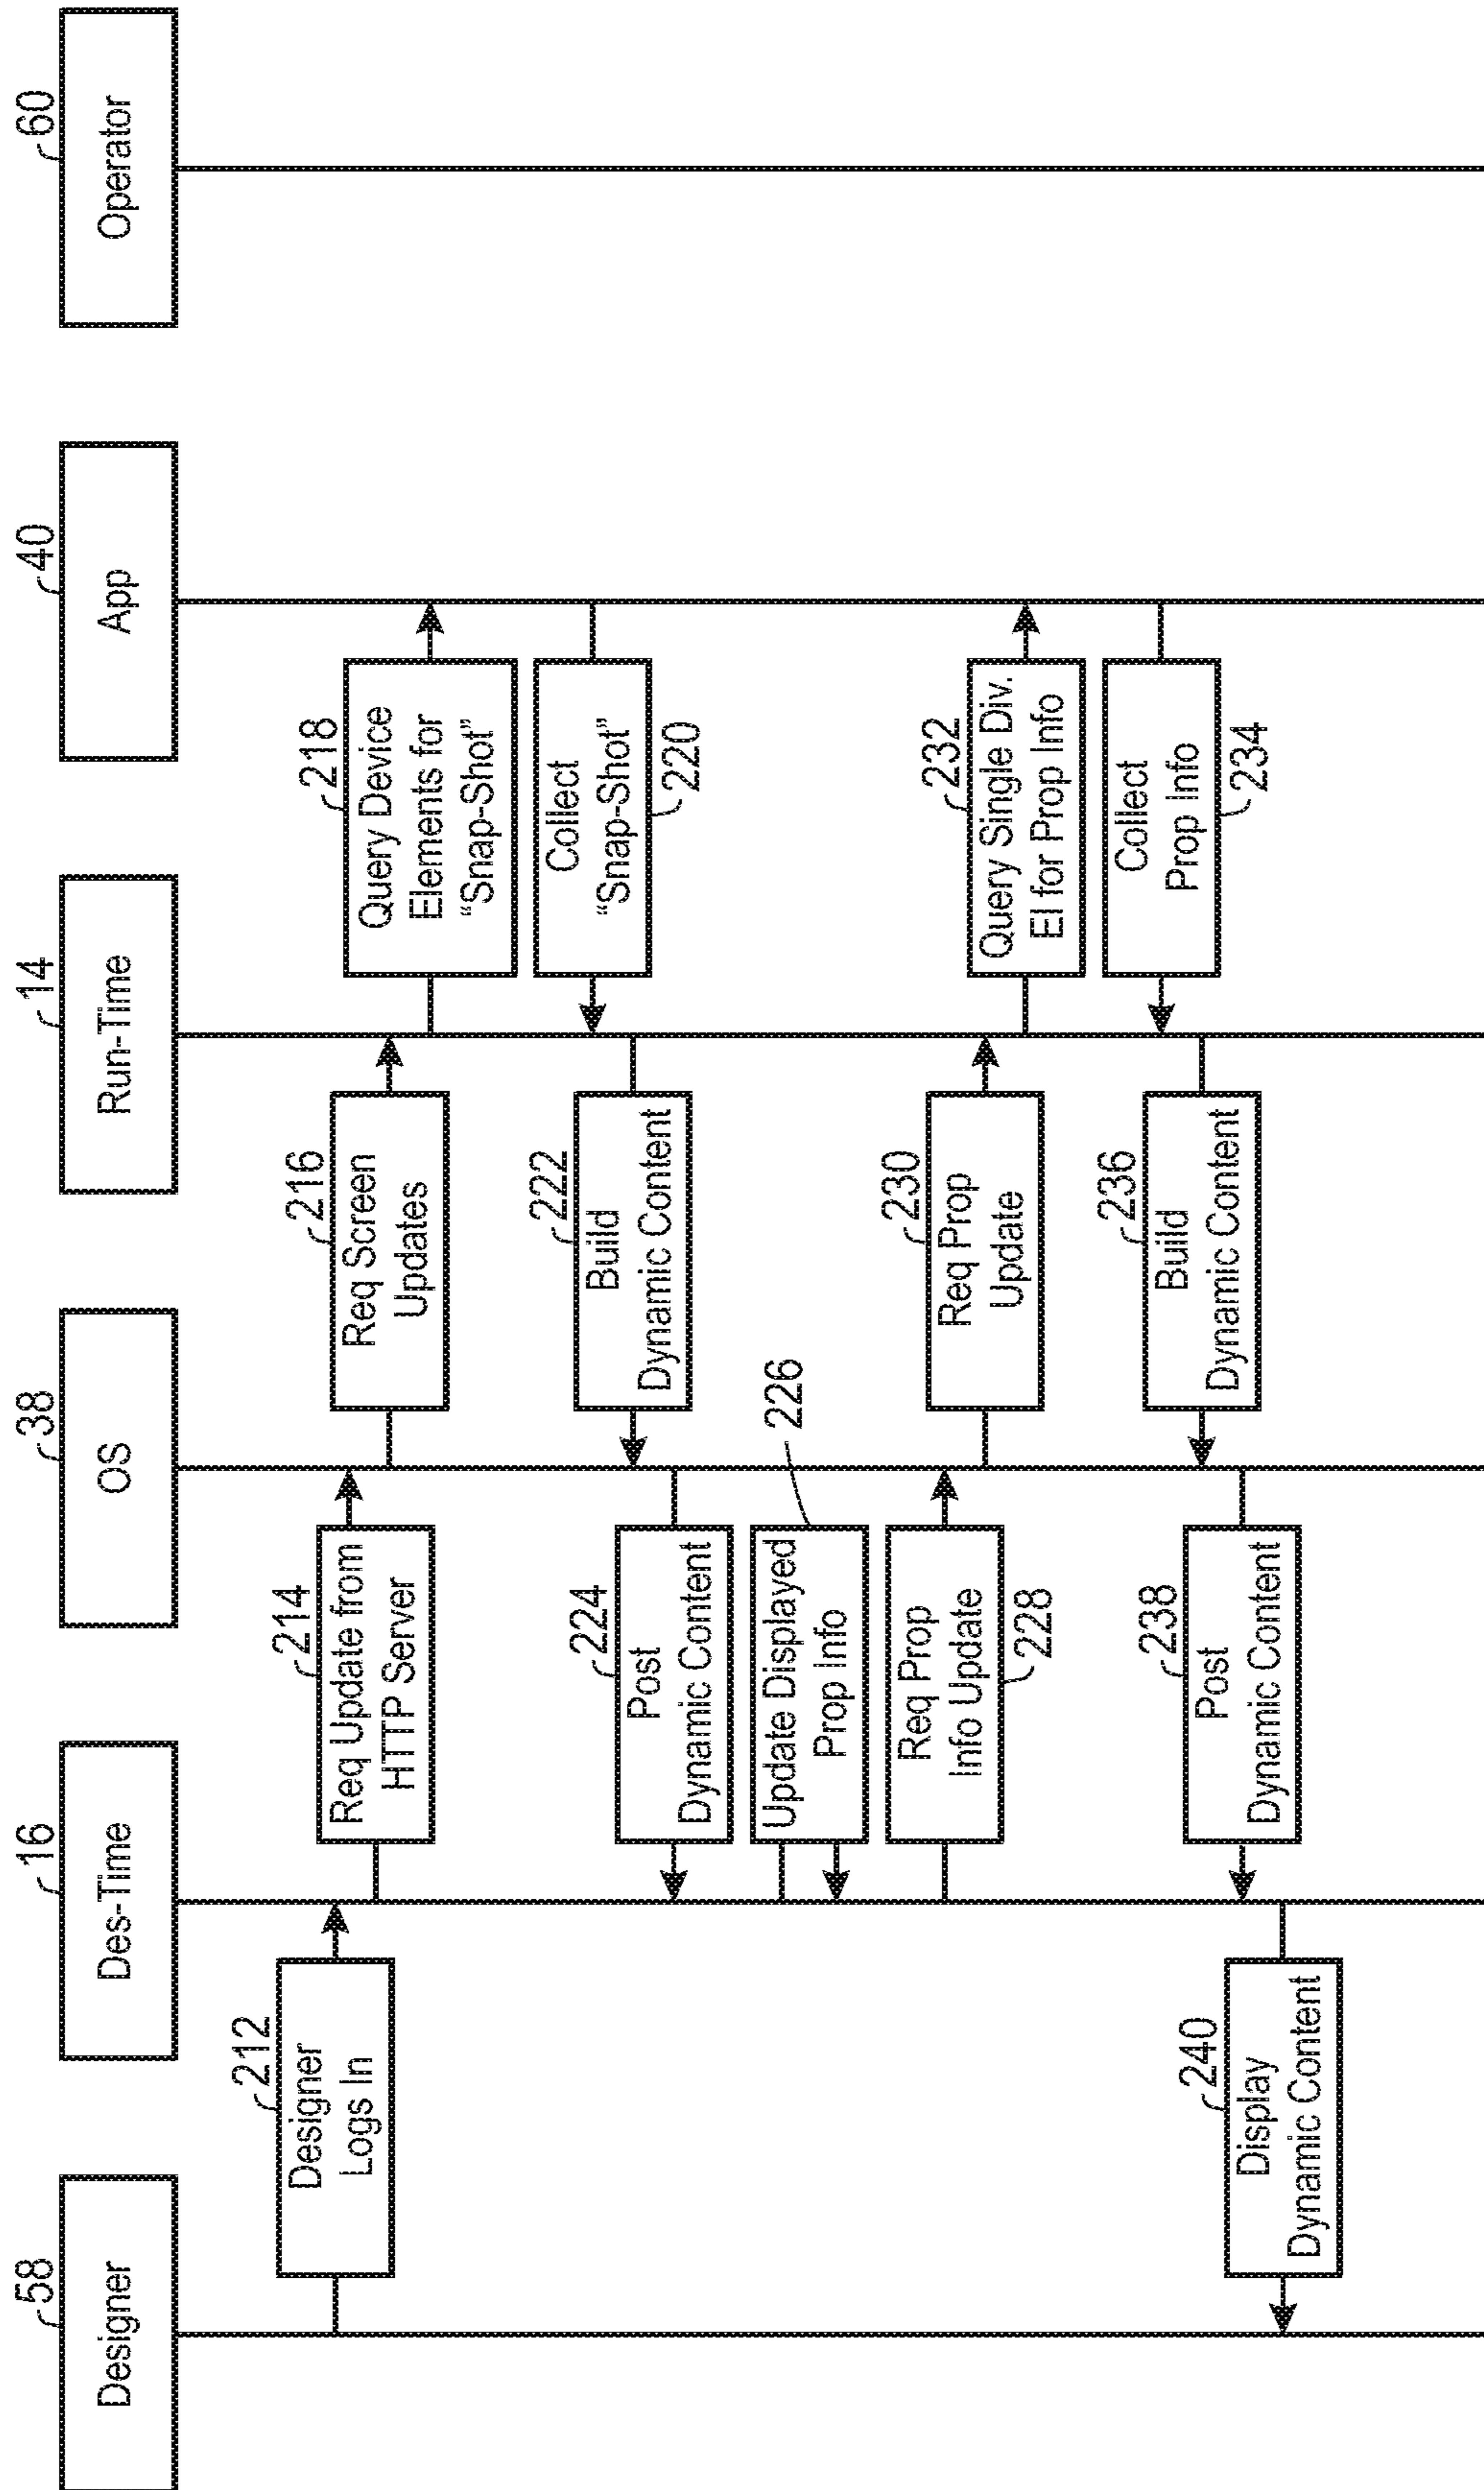 58
Designer
16
Des-Time
38
OS
14
Run-Time
40
App
60
Operator
212
Designer
Logs In
214
Req Update from
HTTP Server
216
Req Screen
Updates
218
Query Device
Elements for
“Snap-Shot”
Collect
“Snap-Shot”
220
222
Build
Dynamic Content
224
Post
Dynamic Content
226
Update Displayed
Prop Info
Req Prop
Info Update
228
230
Req Prop
Update
232
Query Single Div.
El for Prop Info
Collect
Prop Info
234
236
Build
Dynamic Content
238
Post
Dynamic Content
240
Display
Dynamic Content